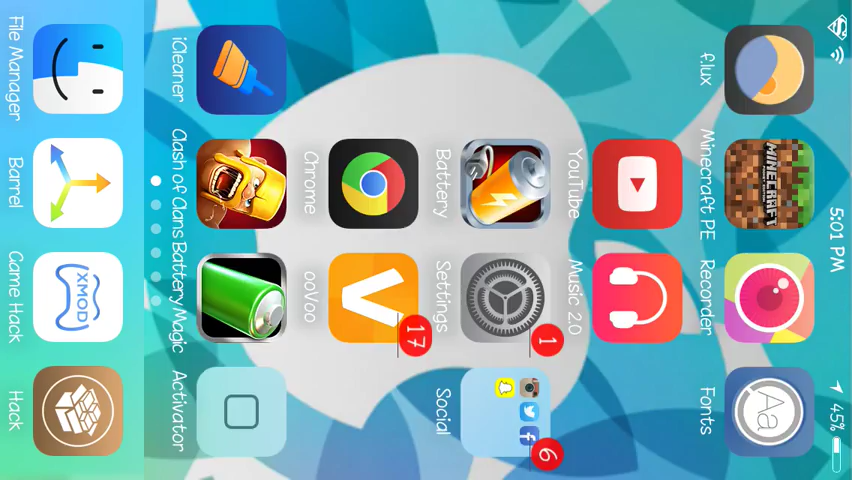 5:01 PM
45%
f.lux
Minecraft PE
Recorder
Fonts
MINECRAFT
Aa
YouTube
Music 2.0
Battery
Settings
Social
1
6
Chrome
ooVoo
17
iCleaner
Clash of Clans
Battery Magic
Activator
File Manager
Barrel
Game Hack
Hack
XMOD